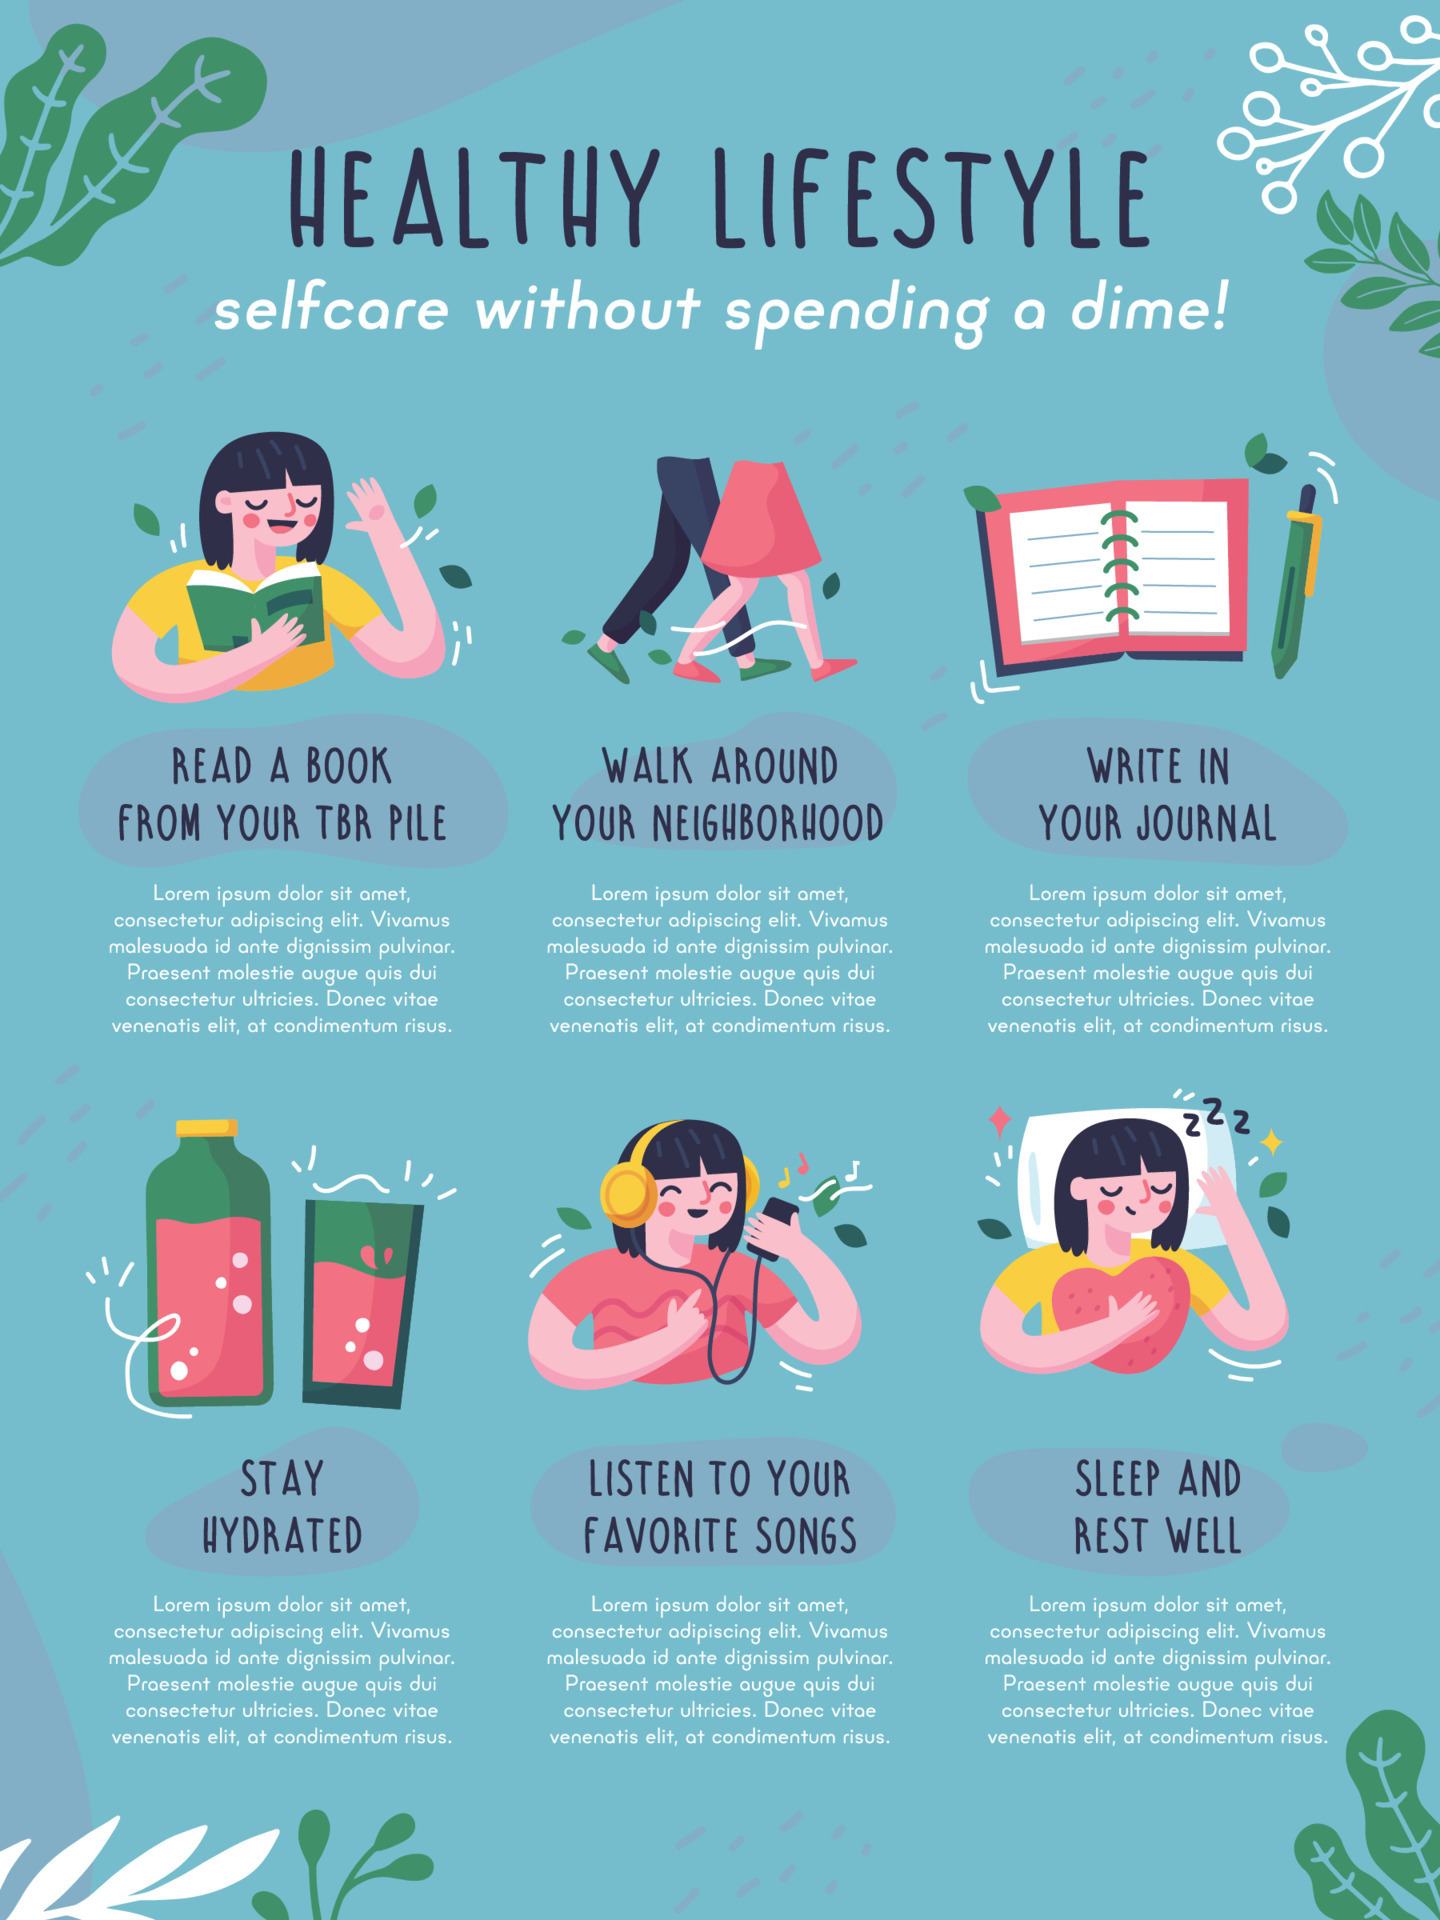 HEALTHY LIFESTYLE
selfcare without spending a dime!
READ A BOOK
FROM YOUR TBR PILE
Lorem ipsum dolor sit amet,
consectetur adipiscing elit. Vivamus
malesuada id ante dignissim pulvinar.
Praesent molestie augue quis dui
consectetur ultricies. Donec vitae
venenatis elit, at condimentum risus.
WALK AROUND
YOUR NEIGHBORHOOD
Lorem ipsum dolor sit amet,
consectetur adipiscing elit. Vivamus
malesuada id ante dignissim pulvinar.
Praesent molestie augue quis dui
consectetur ultricies. Donec vitae
venenatis elit, at condimentum risus.
WRITE IN
YOUR JOURNAL
Lorem ipsum dolor sit amet,
consectetur adipiscing elit. Vivamus
malesuada id ante dignissim pulvinar.
Praesent molestie augue quis dui
consectetur ultricies. Donec vitae
venenatis elit, at condimentum risus.
STAY
HYDRATED
Lorem ipsum dolor sit amet,
consectetur adipiscing elit. Vivamus
malesuada id ante dignissim pulvinar.
Praesent molestie augue quis dui
consectetur ultricies. Donec vitae
venenatis elit, at condimentum risus.
LISTEN TO YOUR
FAVORITE SONGS
Lorem ipsum dolor sit amet,
consectetur adipiscing elit. Vivamus
malesuada id ante dignissim pulvinar.
Praesent molestie augue quis dui
consectetur ultricies. Donec vitae
venenatis elit, at condimentum risus.
z z z
SLEEP AND
REST WELL
Lorem ipsum dolor sit amet,
consectetur adipiscing elit. Vivamus
malesuada id ante dignissim pulvinar.
Praesent molestie augue quis dui
consectetur ultricies. Donec vitae
venenatis elit, at condimentum risus.